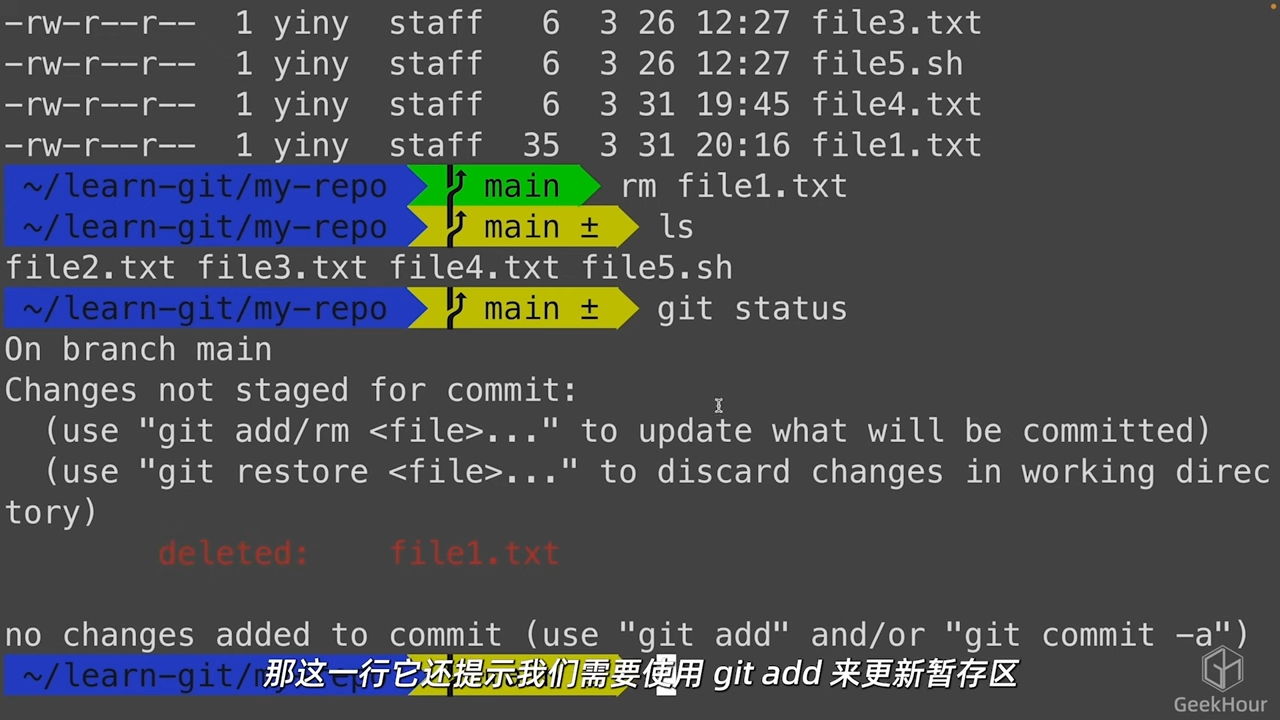 -rw-r--r-- 1 yiny staff 6 3 26 12:27 file3.txt
-rw-r--r-- 1 yiny staff 6 3 26 12:27 file5.sh
-rw-r--r-- 1 yiny staff 6 3 31 19:45 file4.txt
-rw-r--r-- 1 yiny staff 35 3 31 20:16 file1.txt
~/learn-git/my-repo main rm file1.txt
~/learn-git/my-repo main ± ls
file2.txt file3.txt file4.txt file5.sh
~/learn-git/my-repo main ± git status
On branch main
Changes not staged for commit:
(use "git add/rm <file>..." to update what will be committed)
(use "git restore <file>..." to discard changes in working direc
tory)
deleted: file1.txt
no changes added to commit (use "git add" and/or "git commit -a")
~/learn-git/my-repo main ±
那这一行它还提示我们需要使用 git add 来更新暂存区
GeekHour